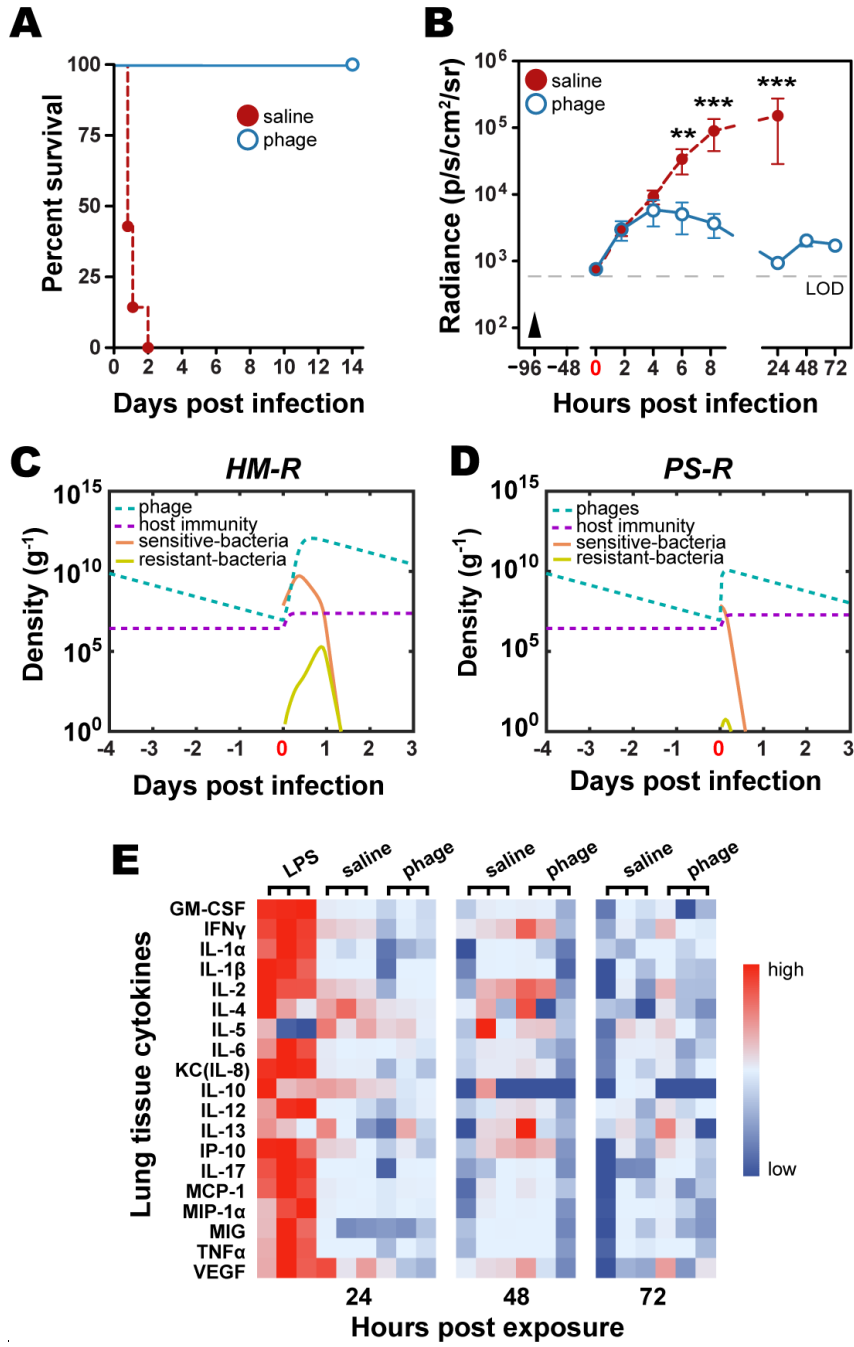 A
B
100
75
50
25
0
Percent survival
saline
phage
0 2 4 6 8 10 12 14
Days post infection
10^6
10^5
10^4
10^3
10^2
Radiance (p/s/cm^2/sr)
saline
phage
**
***
***
LOD
−96 −48 0 2 4 6 8 24 48 72
Hours post infection
C
HM-R
10^15
10^10
10^5
10^0
Density (g^-1)
phage
host immunity
sensitive-bacteria
resistant-bacteria
-4 -3 -2 -1 0 1 2 3
Days post infection
D
PS-R
10^15
10^10
10^5
10^0
Density (g^-1)
phages
host immunity
sensitive-bacteria
resistant-bacteria
-4 -3 -2 -1 0 1 2 3
Days post infection
E
LPS saline phage saline phage saline phage
Lung tissue cytokines
GM-CSF
IFNγ
IL-1α
IL-1β
IL-2
IL-4
IL-5
IL-6
KC(IL-8)
IL-10
IL-12
IL-13
IP-10
IL-17
MCP-1
MIP-1α
MIG
TNFα
VEGF
high
low
24 48 72
Hours post exposure